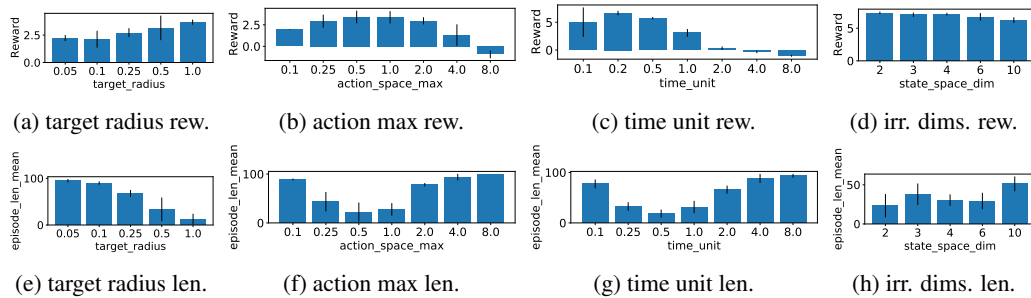 Reward
2.5
0.0
0.05 0.1 0.25 0.5 1.0
target_radius
(a) target radius rew.
Reward
2.5
0.0
0.1 0.25 0.5 1.0 2.0 4.0 8.0
action_space_max
(b) action max rew.
Reward
5
0
0.1 0.2 0.5 1.0 2.0 4.0 8.0
time_unit
(c) time unit rew.
Reward
5
0
2 3 4 6 10
state_space_dim
(d) irr. dims. rew.
episode_len_mean
100
0
0.05 0.1 0.25 0.5 1.0
target_radius
(e) target radius len.
episode_len_mean
100
0
0.1 0.25 0.5 1.0 2.0 4.0 8.0
action_space_max
(f) action max len.
episode_len_mean
100
0
0.1 0.25 0.5 1.0 2.0 4.0 8.0
time_unit
(g) time unit len.
episode_len_mean
50
0
2 3 4 6 10
state_space_dim
(h) irr. dims. len.